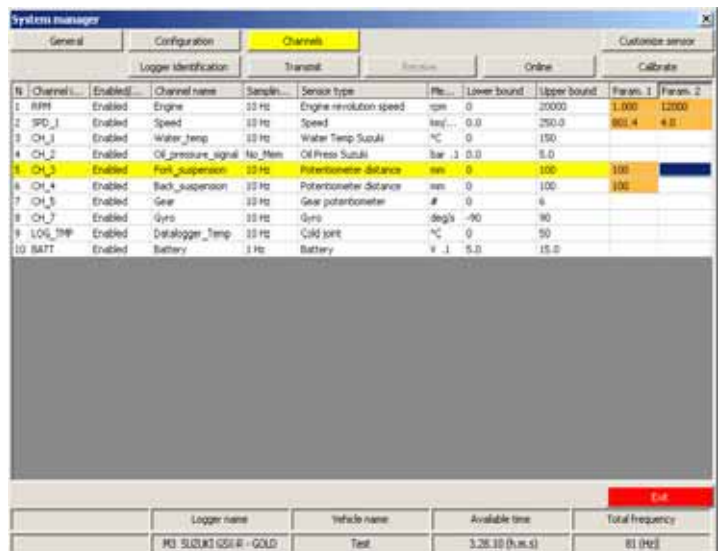 System manager
General Configuration Channels Customize sensor
Logger identification Transmit Receive Online Calibrate
N Channel i... Enabled/... Channel name Samplin... Sensor type Me... Lower bound Upper bound Param. 1 Param. 2
1 RPM Enabled Engine 10 Hz Engine revolution speed rpm 0 20000 1.000 12000
2 SPD_1 Enabled Speed 10 Hz Speed km/... 0.0 250.0 801.4 4.0
3 CH_1 Enabled Water_temp 10 Hz Water Temp Suzuki °C 0 150
4 CH_2 Enabled Oil_pressure_signal No_Mem Oil Press Suzuki bar .1 0.0 5.0
5 CH_3 Enabled Fork_suspension 10 Hz Potentiometer distance mm 0 100 100
6 CH_4 Enabled Back_suspension 10 Hz Potentiometer distance mm 0 100 100
7 CH_5 Enabled Gear 10 Hz Gear potentiometer # 0 6
8 CH_7 Enabled Gyro 10 Hz Gyro deg/s -90 90
9 LOG_TMP Enabled Datalogger_Temp 10 Hz Cold joint °C 0 50
10 BATT Enabled Battery 1 Hz Battery V .1 5.0 15.0
Exit
Logger name Vehicle name Available time Total frequency
M3 SUZUKI GSX-R - GOLD Test 3.28.10 (h.m.s) 81 [Hz]